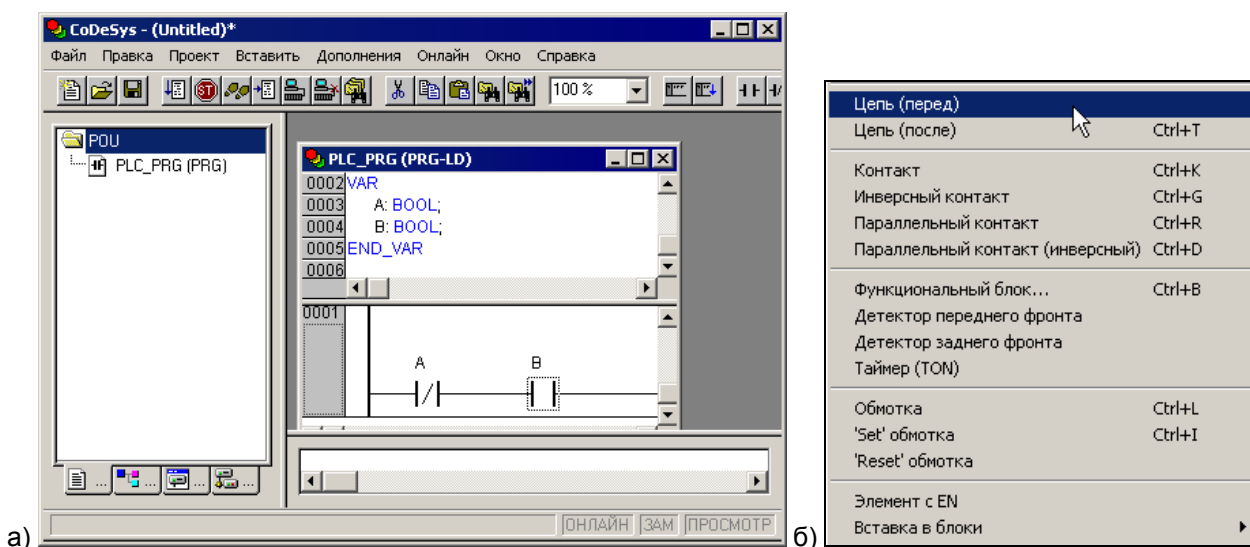 CoDeSys - (Untitled)*
Файл Правка Проект Вставить Дополнения Онлайн Окно Справка
ST 100 %
POU
PLC_PRG (PRG)
PLC_PRG (PRG-LD)
0002 VAR
0003 A: BOOL;
0004 B: BOOL;
0005 END_VAR
0006
0001
A B
... ... ... ...
ОНЛАЙН ЗАМ ПРОСМОТР
а)
Цепь (перед)
Цепь (после) Ctrl+T
Контакт Ctrl+K
Инверсный контакт Ctrl+G
Параллельный контакт Ctrl+R
Параллельный контакт (инверсный) Ctrl+D
Функциональный блок... Ctrl+B
Детектор переднего фронта
Детектор заднего фронта
Таймер (TON)
Обмотка Ctrl+L
'Set' обмотка Ctrl+I
'Reset' обмотка
Элемент с EN
Вставка в блоки
б)